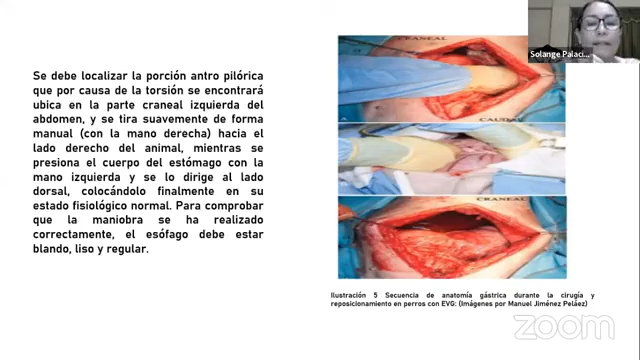 CRANEAL
Solange Palaci...
Se debe localizar la porción antro pilórica
que por causa de la torsión se encontrará
ubica en la parte craneal izquierda del
abdomen, y se tira suavemente de forma
manual (con la mano derecha) hacia el
lado derecho del animal, mientras se
presiona el cuerpo del estómago con la
mano izquierda y se lo dirige al lado
dorsal, colocándolo finalmente en su
estado fisiológico normal. Para comprobar
que la maniobra se ha realizado
correctamente, el esófago debe estar
blando, liso y regular.
A
CAUDAL
CRANEAL
Ilustración 5 Secuencia de anatomía gástrica durante la cirugía y
reposicionamiento en perros con EVG: (Imágenes por Manuel Jiménez Peláez)
zoom